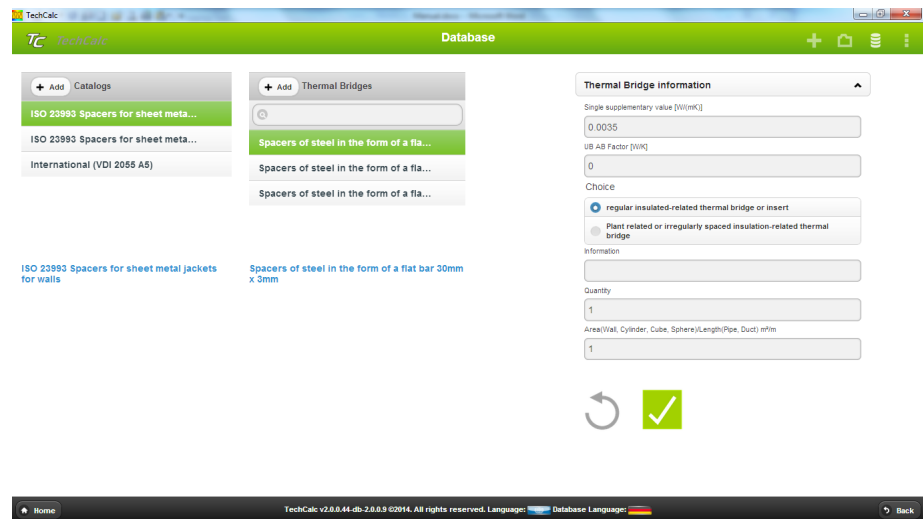 TechCalc
Manual.docx - Microsoft Word
TC TechCalc
Database
+ Add Catalogs
ISO 23993 Spacers for sheet meta...
ISO 23993 Spacers for sheet meta...
International (VDI 2055 A5)
ISO 23993 Spacers for sheet metal jackets
for walls
+ Add Thermal Bridges
Spacers of steel in the form of a fla...
Spacers of steel in the form of a fla...
Spacers of steel in the form of a fla...
Spacers of steel in the form of a flat bar 30mm
x 3mm
Thermal Bridge information
Single supplementary value [W/(mK)]
0.0035
UB AB Factor [W/K]
0
Choice
regular insulated-related thermal bridge or insert
Plant related or irregularly spaced insulation-related thermal
bridge
Information
Quantity
1
Area(Wall, Cylinder, Cube, Sphere)/Length(Pipe, Duct) m²/m
1
Home
TechCalc v2.0.0.44-db-2.0.0.9 ©2014. All rights reserved. Language: Database Language:
Back